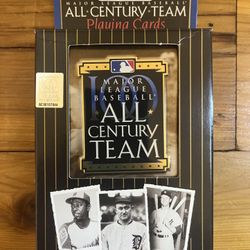 MAJOR LEAGUE BASEBALL®
ALL·CENTURY·TEAM
Playing Cards
MAJOR
LEAGUE
BASEBALL®
ALL
CENTURY
TEAM